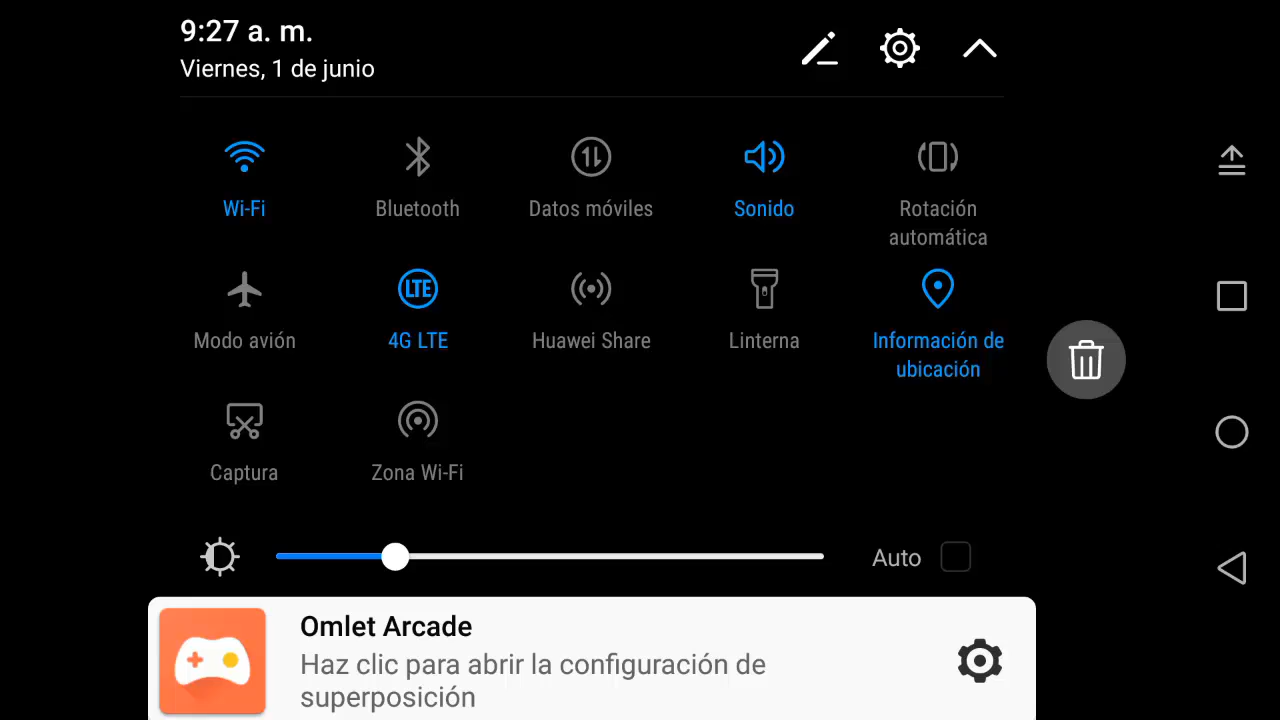 9:27 a. m.
Viernes, 1 de junio
Wi-Fi
Bluetooth
Datos móviles
Sonido
Rotación
automática
Modo avión
LTE
4G LTE
Huawei Share
Linterna
Información de
ubicación
Captura
Zona Wi-Fi
Auto
Omlet Arcade
Haz clic para abrir la configuración de
superposición